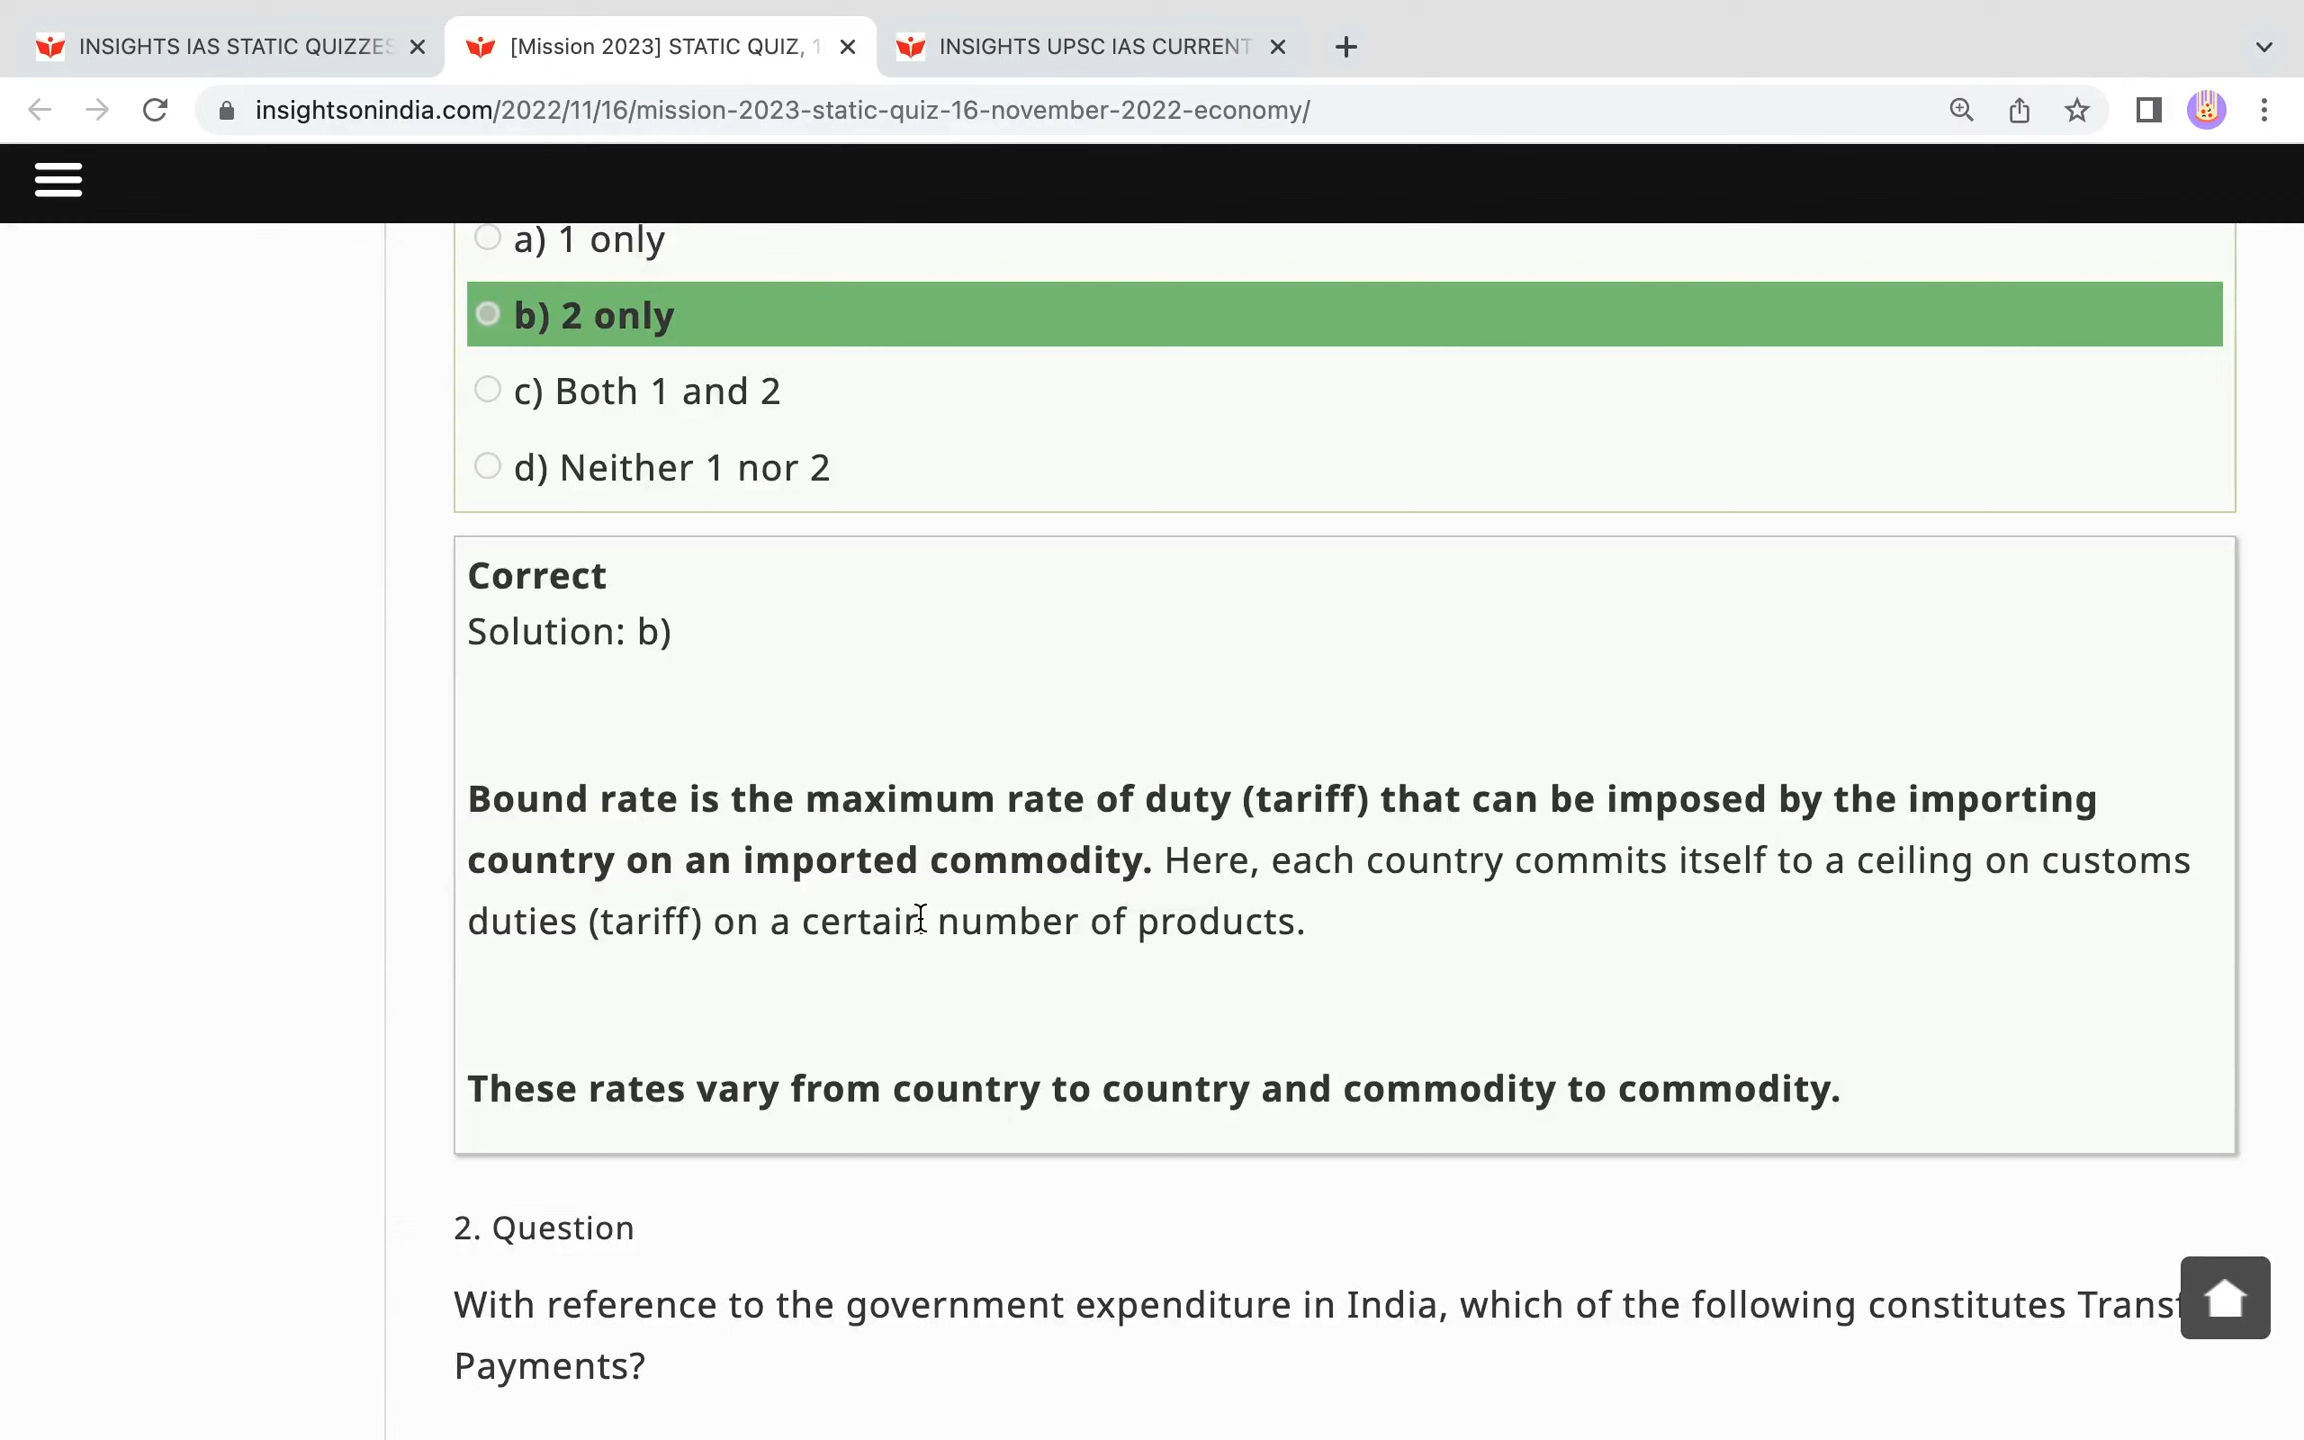 INSIGHTS IAS STATIC QUIZZES
[Mission 2023] STATIC QUIZ, 1
INSIGHTS UPSC IAS CURRENT
insightsonindia.com/2022/11/16/mission-2023-static-quiz-16-november-2022-economy/
a) 1 only
b) 2 only
c) Both 1 and 2
d) Neither 1 nor 2
Correct
Solution: b)
Bound rate is the maximum rate of duty (tariff) that can be imposed by the importing
country on an imported commodity. Here, each country commits itself to a ceiling on customs
duties (tariff) on a certain number of products.
These rates vary from country to country and commodity to commodity.
2. Question
With reference to the government expenditure in India, which of the following constitutes Transf
Payments?